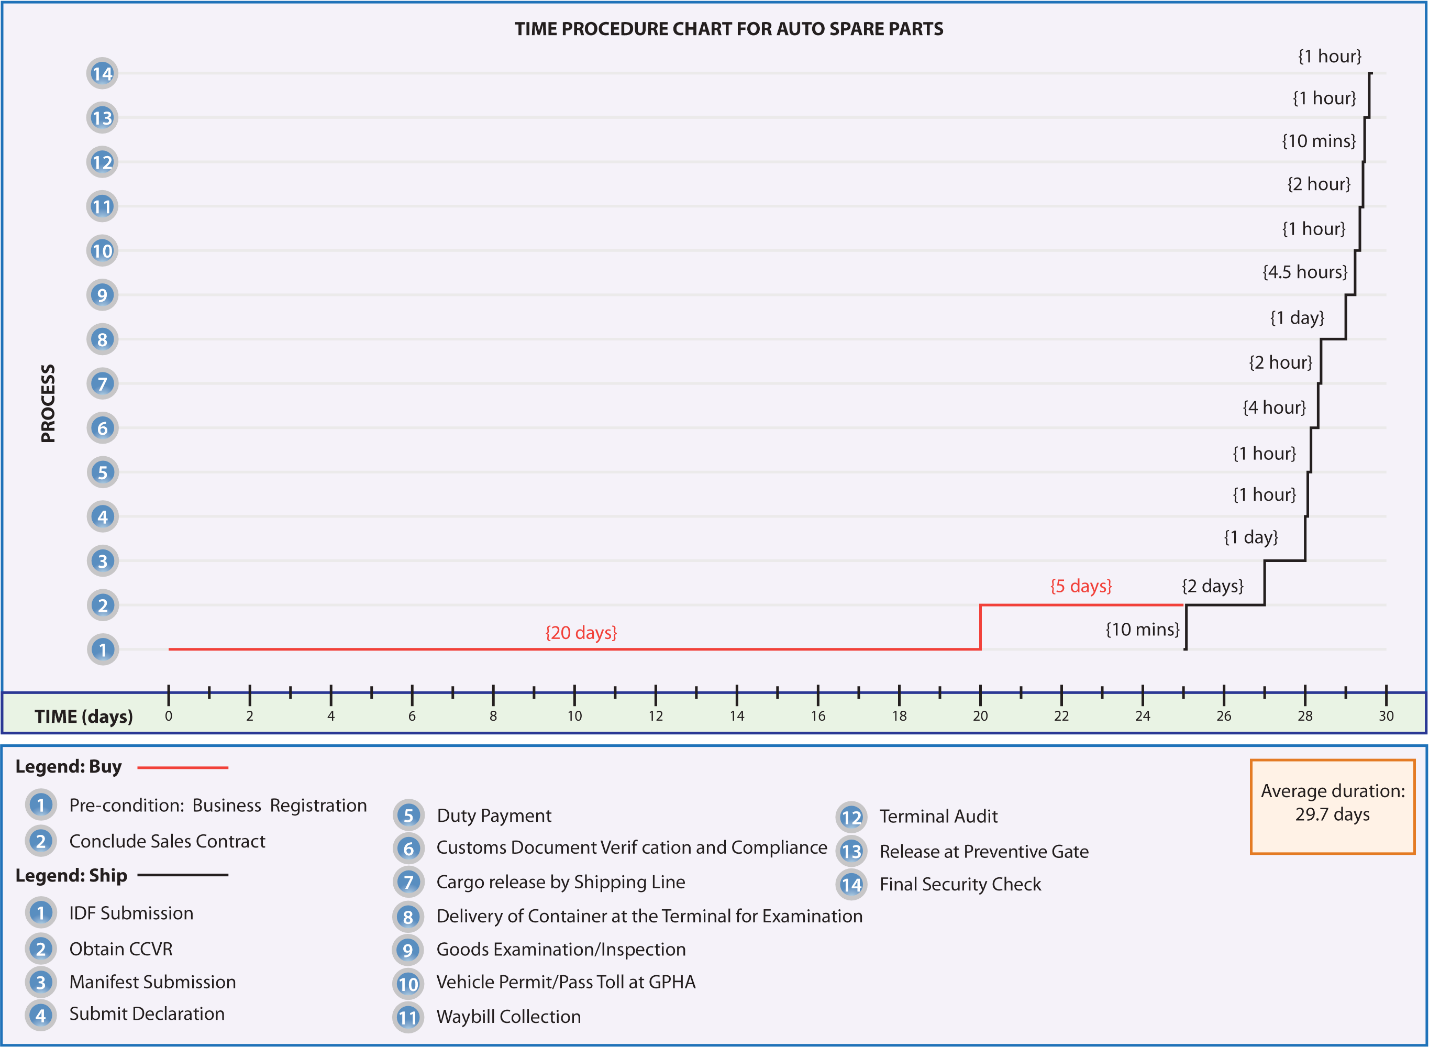 TIME PROCEDURE CHART FOR AUTO SPARE PARTS
{1 hour}
14
{1 hour}
13
{10 mins}
12
{2 hour}
11
{1 hour}
10
{4.5 hours}
9
{1 day}
8
{2 hour}
7
{4 hour}
6
{1 hour}
5
{1 hour}
4
{1 day}
3
{5 days} {2 days}
2
{20 days} {10 mins}
1
PROCESS
TIME (days) 0 2 4 6 8 10 12 14 16 18 20 22 24 26 28 30
Legend: Buy
1 Pre-condition: Business Registration
2 Conclude Sales Contract
Legend: Ship
1 IDF Submission
2 Obtain CCVR
3 Manifest Submission
4 Submit Declaration
5 Duty Payment
6 Customs Document Verif cation and Compliance
7 Cargo release by Shipping Line
8 Delivery of Container at the Terminal for Examination
9 Goods Examination/Inspection
10 Vehicle Permit/Pass Toll at GPHA
11 Waybill Collection
12 Terminal Audit
13 Release at Preventive Gate
14 Final Security Check
Average duration:
29.7 days